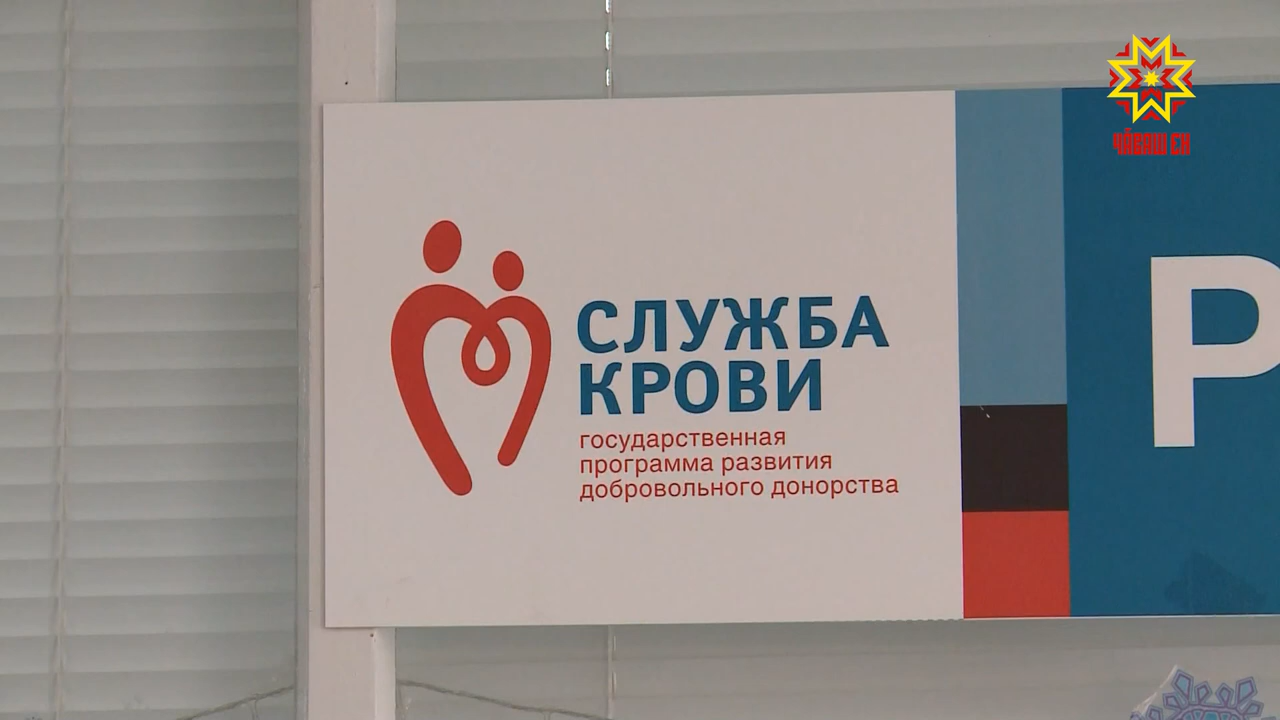 ЧӐВАШ ЕН
СЛУЖБА
КРОВИ
государственная
программа развития
добровольного донорства
Р